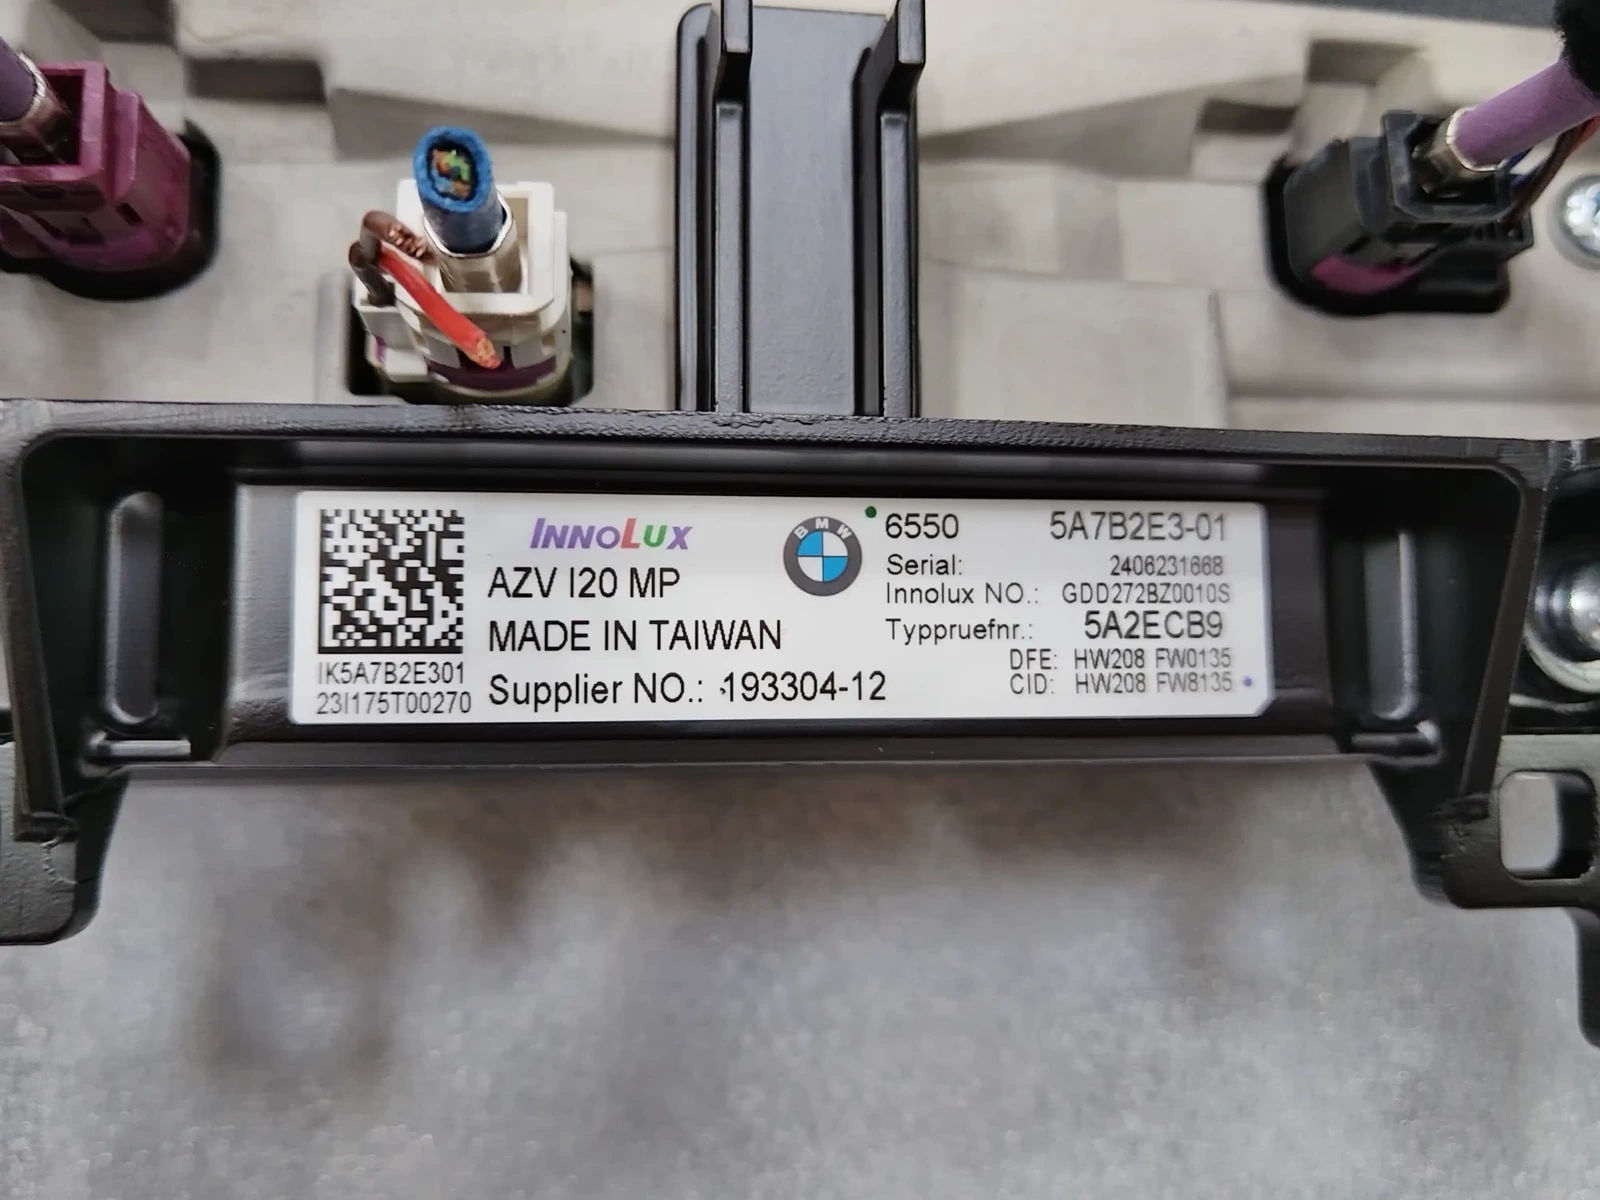 INNOLUX
AZV I20 MP
MADE IN TAIWAN
Supplier NO.: 193304-12
IK5A7B2E301
23I175T00270
BMW
6550 5A7B2E3-01
Serial: 2406231668
Innolux NO.: GDD272BZ0010S
Typpruefnr.: 5A2ECB9
DFE: HW208 FW0135
CID: HW208 FW8135